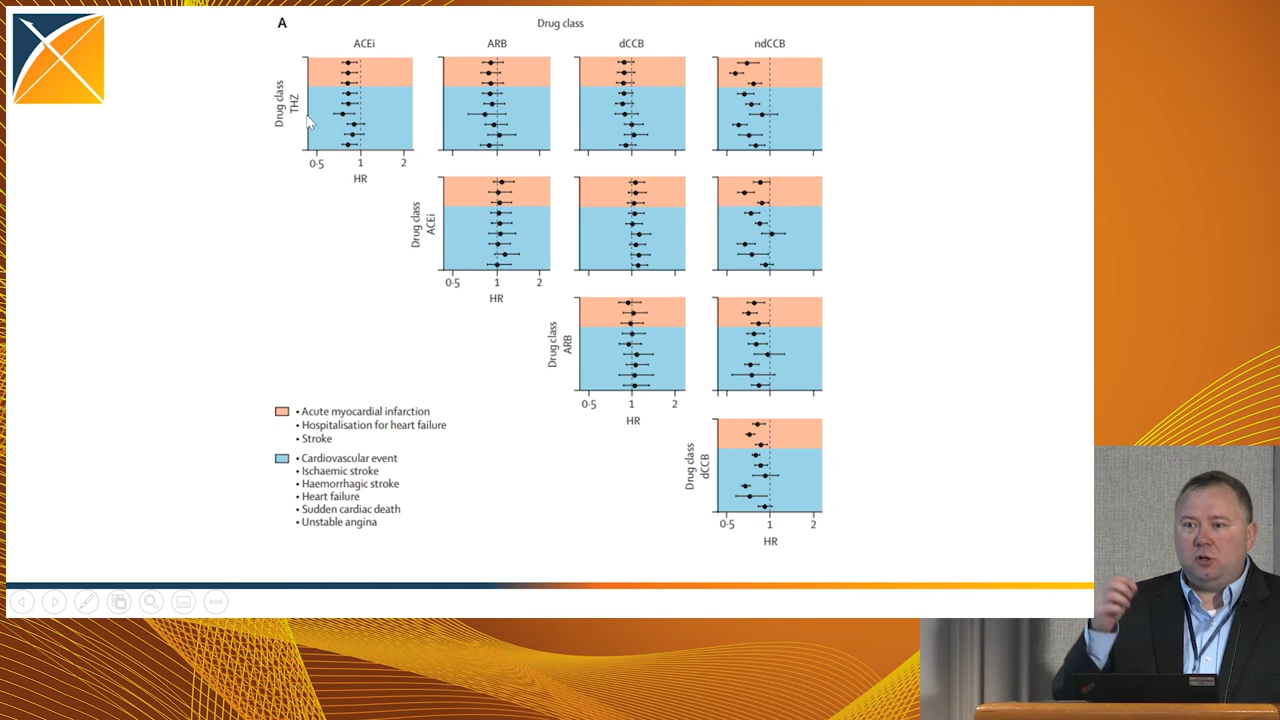 A
Drug class
ACEi
ARB
dCCB
ndCCB
Drug class
THZ
0·5
1
2
HR
Drug class
ACEi
0·5
1
2
HR
Drug class
ARB
0·5
1
2
HR
Drug class
dCCB
0·5
1
2
HR
• Acute myocardial infarction
• Hospitalisation for heart failure
• Stroke
• Cardiovascular event
• Ischaemic stroke
• Haemorrhagic stroke
• Heart failure
• Sudden cardiac death
• Unstable angina